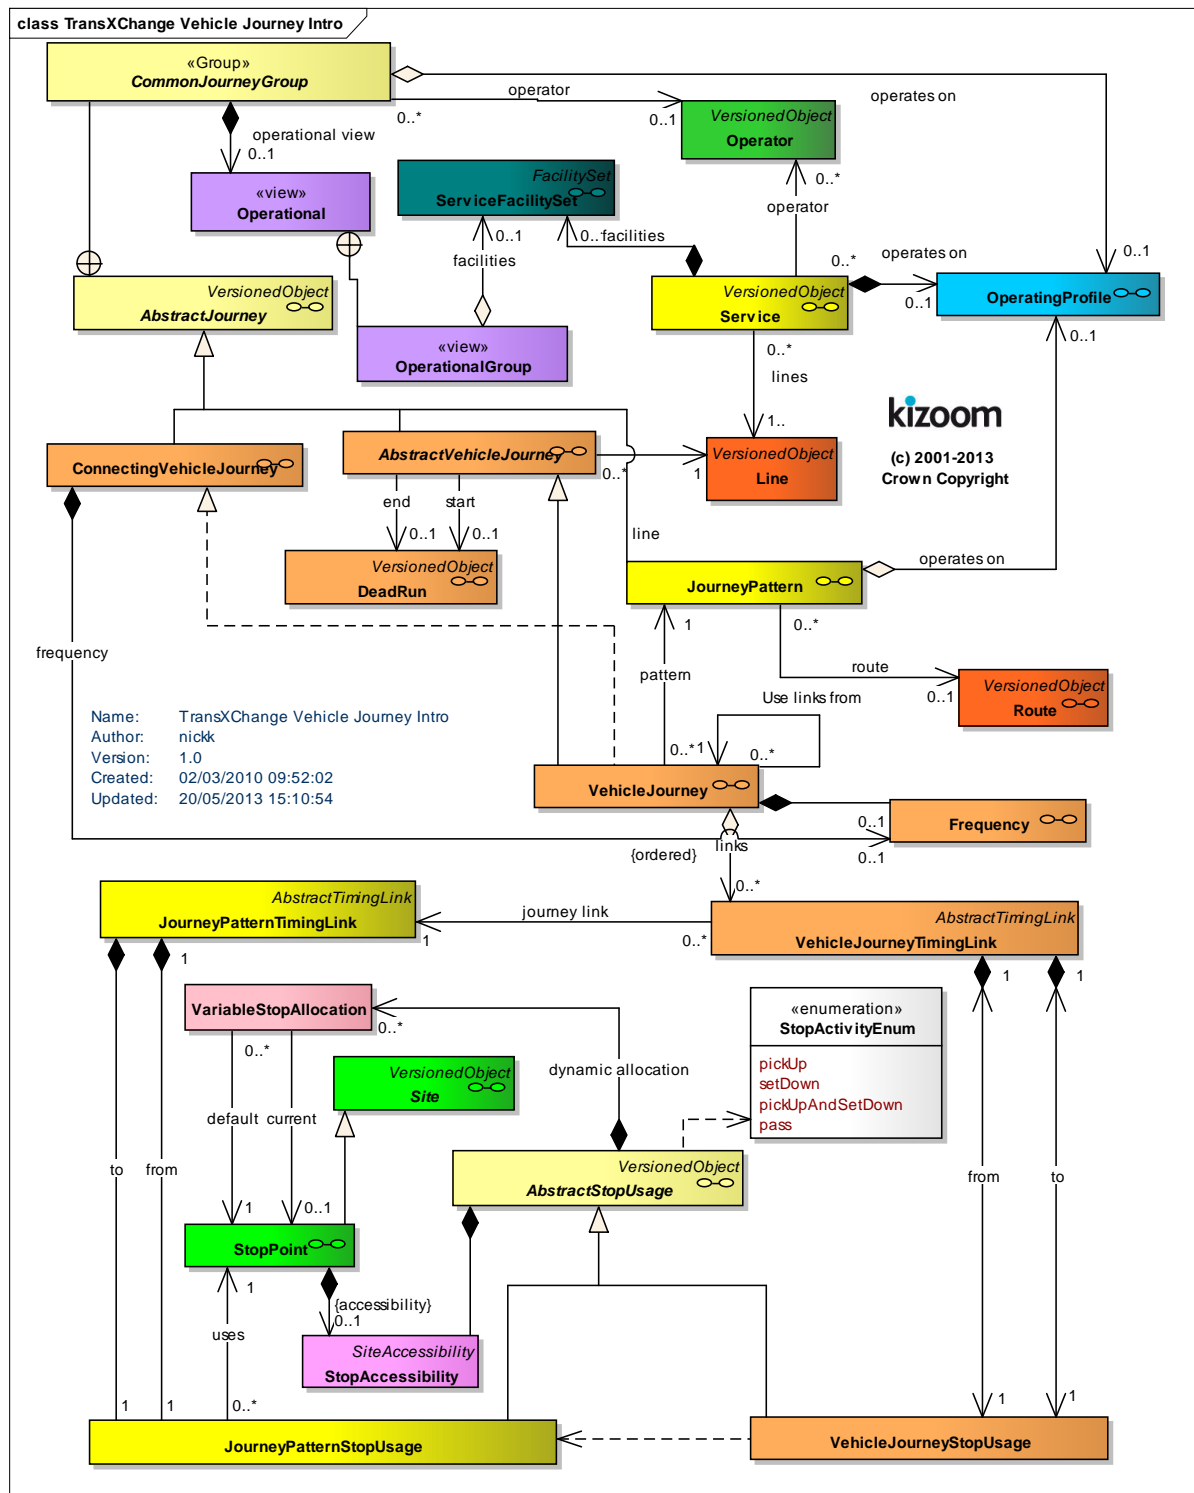 class TransXChange Vehicle Journey Intro
«Group»
CommonJourneyGroup
operator
0..*
0..1
operates on
VersionedObject
Operator
operational view
0..1
«view»
Operational
FacilitySet
ServiceFacilitySet
0..*
operator
0..1
0..
facilities
facilities
0..*
operates on
0..1
0..1
VersionedObject
AbstractJourney
VersionedObject
Service
OperatingProfile
0..1
«view»
OperationalGroup
0..*
lines
1..
kizoom
(c) 2001-2013
Crown Copyright
ConnectingVehicleJourney
AbstractVehicleJourney
0..*
1
VersionedObject
Line
end
start
0..1
0..1
line
VersionedObject
DeadRun
operates on
JourneyPattern
1
0..*
frequency
pattern
route
0..1
VersionedObject
Route
Use links from
Name: TransXChange Vehicle Journey Intro
Author: nickk
Version: 1.0
Created: 02/03/2010 09:52:02
Updated: 20/05/2013 15:10:54
0..*
1
0..*
VehicleJourney
0..1
Frequency
0..1
{ordered}
links
0..*
AbstractTimingLink
JourneyPatternTimingLink
journey link
1
0..*
AbstractTimingLink
VehicleJourneyTimingLink
1
1
1
1
VariableStopAllocation
0..*
0..*
«enumeration»
StopActivityEnum
pickUp
setDown
pickUpAndSetDown
pass
VersionedObject
Site
dynamic allocation
default
current
to
from
VersionedObject
AbstractStopUsage
from
to
1
0..1
StopPoint
1
{accessibility}
0..1
uses
SiteAccessibility
StopAccessibility
1
1
0..*
1
1
JourneyPatternStopUsage
VehicleJourneyStopUsage